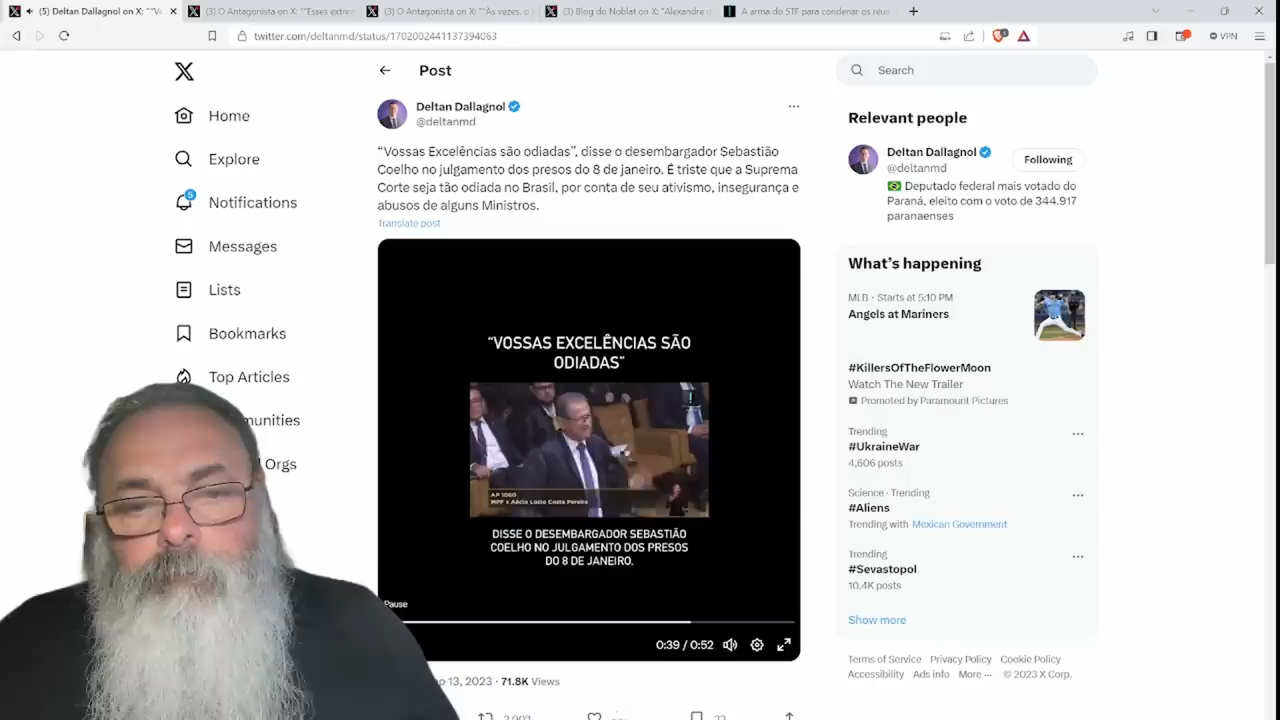 (5) Deltan Dallagnol on X: "“Vo
(3) O Antagonista on X: ""Esses extrem
(3) O Antagonista on X: ""Às vezes, o
(3) Blog do Noblat on X: "Alexandre d
A arma do STF para condenar os réus
twitter.com/deltanmd/status/1702002441137394063
VPN
Home
Explore
5
Notifications
Messages
Lists
Bookmarks
Top Articles
mmunities
d Orgs
Post
Deltan Dallagnol
@deltanmd
“Vossas Excelências são odiadas”, disse o desembargador Sebastião
Coelho no julgamento dos presos do 8 de janeiro. É triste que a Suprema
Corte seja tão odiada no Brasil, por conta de seu ativismo, insegurança e
abusos de alguns Ministros.
Translate post
“VOSSAS EXCELÊNCIAS SÃO
ODIADAS”
AP 1060
MPF x Aécio Lúcio Costa Pereira
DISSE O DESEMBARGADOR SEBASTIÃO
COELHO NO JULGAMENTO DOS PRESOS
DO 8 DE JANEIRO.
Pause
0:39 / 0:52
p 13, 2023 · 71.8K Views
Search
Relevant people
Deltan Dallagnol
@deltanmd
Following
Deputado federal mais votado do
Paraná, eleito com o voto de 344.917
paranaenses
What’s happening
MLB · Starts at 5:10 PM
Angels at Mariners
#KillersOfTheFlowerMoon
Watch The New Trailer
Promoted by Paramount Pictures
Trending
#UkraineWar
4,606 posts
Science · Trending
#Aliens
Trending with Mexican Government
Trending
#Sevastopol
10.4K posts
Show more
Terms of Service Privacy Policy Cookie Policy
Accessibility Ads info More ··· © 2023 X Corp.